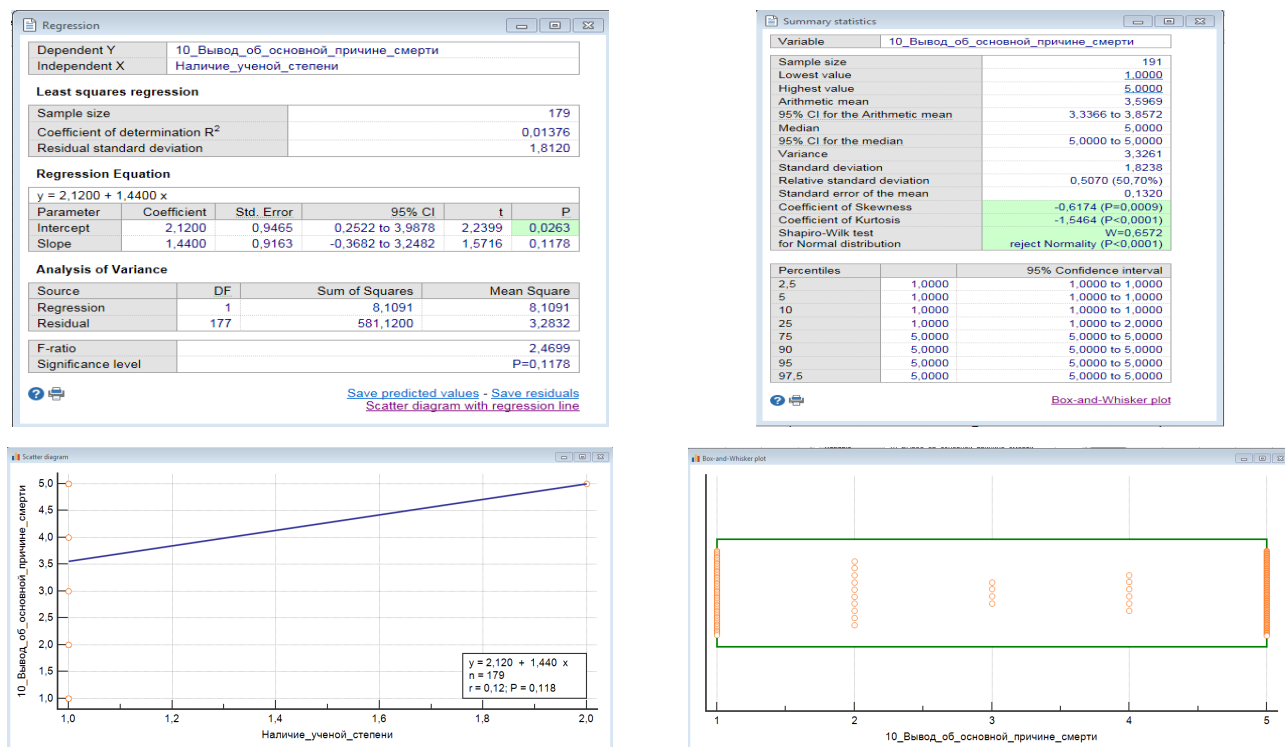 Regression
Dependent Y 10_Вывод_об_основной_причине_смерти
Independent X Наличие_ученой_степени
Least squares regression
Sample size 179
Coefficient of determination R2 0,01376
Residual standard deviation 1,8120
Regression Equation
y = 2,1200 + 1,4400 x
Parameter Coefficient Std. Error 95% CI t P
Intercept 2,1200 0,9465 0,2522 to 3,9878 2,2399 0,0263
Slope 1,4400 0,9163 -0,3682 to 3,2482 1,5716 0,1178
Analysis of Variance
Source DF Sum of Squares Mean Square
Regression 1 8,1091 8,1091
Residual 177 581,1200 3,2832
F-ratio 2,4699
Significance level P=0,1178
Save predicted values - Save residuals
Scatter diagram with regression line
Summary statistics
Variable 10_Вывод_об_основной_причине_смерти
Sample size 191
Lowest value 1,0000
Highest value 5,0000
Arithmetic mean 3,5969
95% CI for the Arithmetic mean 3,3366 to 3,8572
Median 5,0000
95% CI for the median 5,0000 to 5,0000
Variance 3,3261
Standard deviation 1,8238
Relative standard deviation 0,5070 (50,70%)
Standard error of the mean 0,1320
Coefficient of Skewness -0,6174 (P=0,0009)
Coefficient of Kurtosis -1,5464 (P<0,0001)
Shapiro-Wilk test W=0,6572
for Normal distribution reject Normality (P<0,0001)
Percentiles 95% Confidence interval
2,5 1,0000 1,0000 to 1,0000
5 1,0000 1,0000 to 1,0000
10 1,0000 1,0000 to 1,0000
25 1,0000 1,0000 to 2,0000
75 5,0000 5,0000 to 5,0000
90 5,0000 5,0000 to 5,0000
95 5,0000 5,0000 to 5,0000
97,5 5,0000 5,0000 to 5,0000
Box-and-Whisker plot
Scatter diagram
10_Вывод_об_основной_причине_смерти
5,0
4,5
4,0
3,5
3,0
2,5
2,0
1,5
1,0
y = 2,120 + 1,440 x
n = 179
r = 0,12; P = 0,118
1,0 1,2 1,4 1,6 1,8 2,0
Наличие_ученой_степени
Box-and-Whisker plot
1 2 3 4 5
10_Вывод_об_основной_причине_смерти